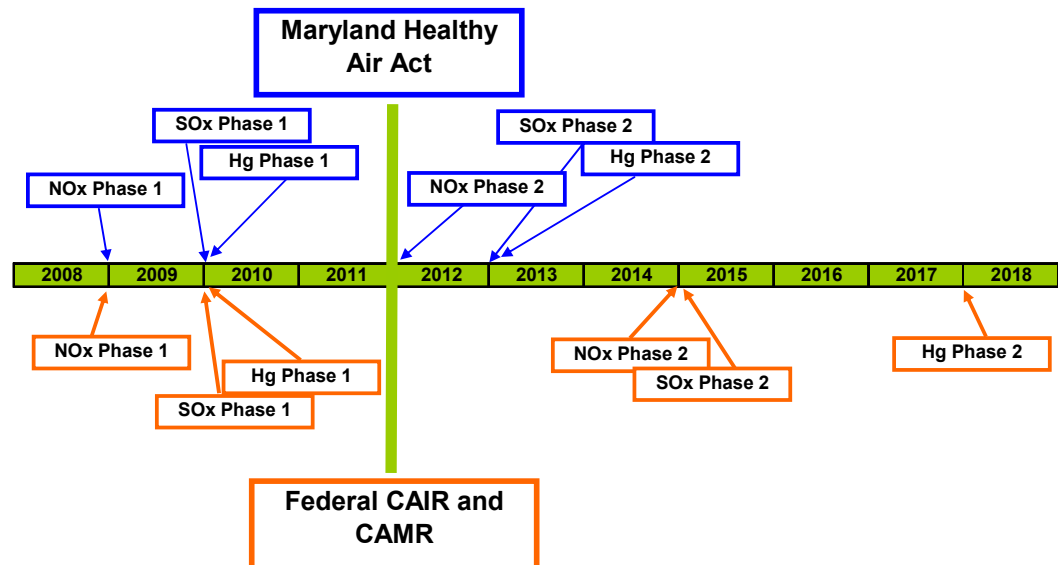 Maryland Healthy
Air Act
SOx Phase 1
SOx Phase 2
Hg Phase 1
Hg Phase 2
NOx Phase 1
NOx Phase 2
2008 2009 2010 2011 2012 2013 2014 2015 2016 2017 2018
NOx Phase 1
NOx Phase 2
Hg Phase 2
Hg Phase 1
SOx Phase 2
SOx Phase 1
Federal CAIR and
CAMR